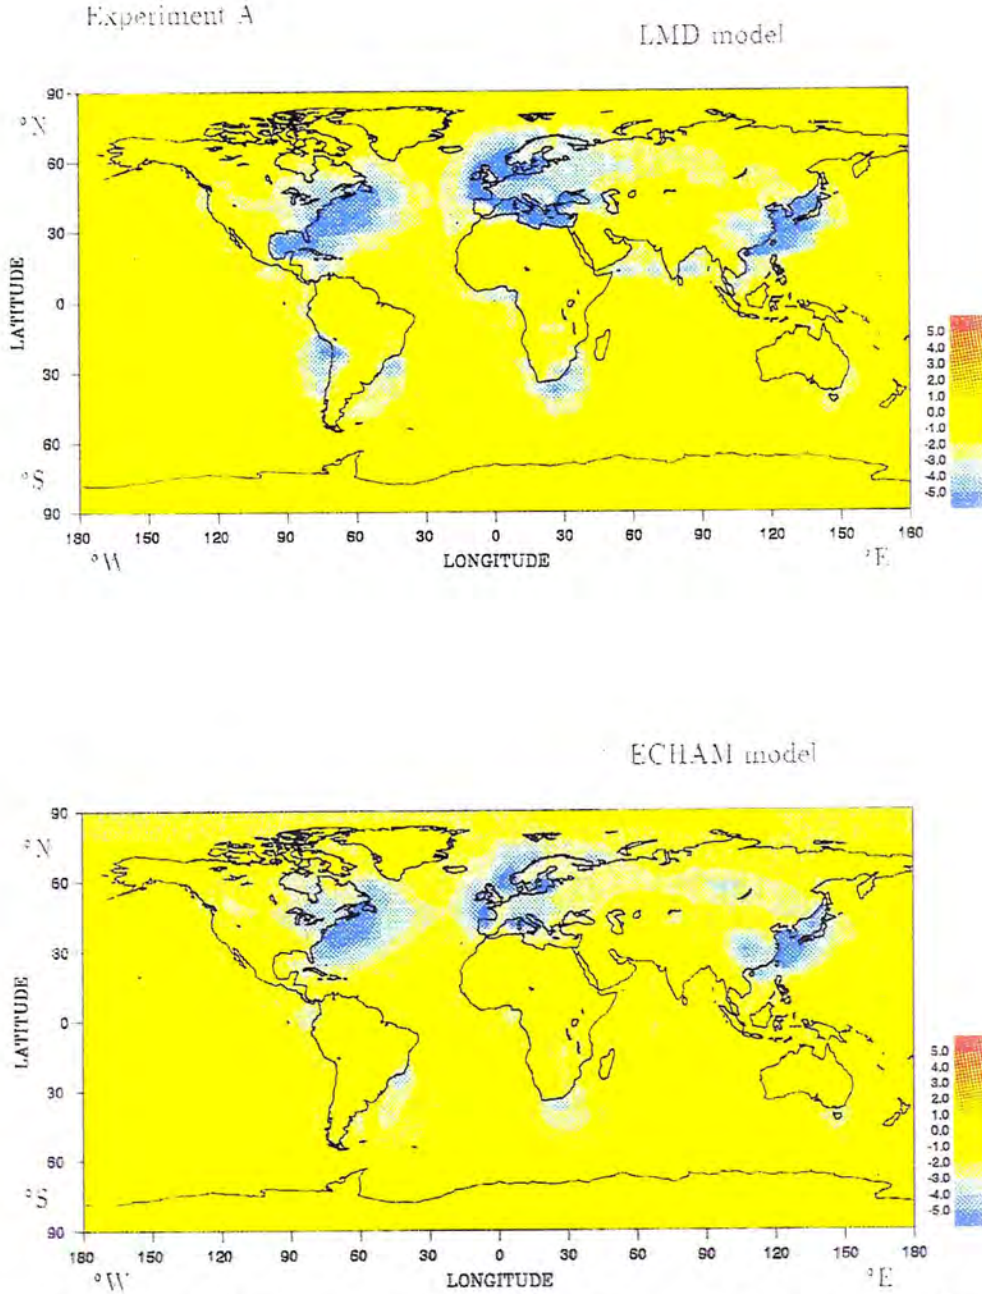 Experiment A
LMD model
90
°N
60
30
0
30
60
°S
90
LATITUDE
180 150 120 90 60 30 0 30 60 90 120 150 180
°W
LONGITUDE
°E
5.0
4.0
3.0
2.0
1.0
0.0
-1.0
-2.0
-3.0
-4.0
-5.0
ECHAM model
90
°N
60
30
0
30
60
°S
90
LATITUDE
180 150 120 90 60 30 0 30 60 90 120 150 180
°W
LONGITUDE
°E
5.0
4.0
3.0
2.0
1.0
0.0
-1.0
-2.0
-3.0
-4.0
-5.0